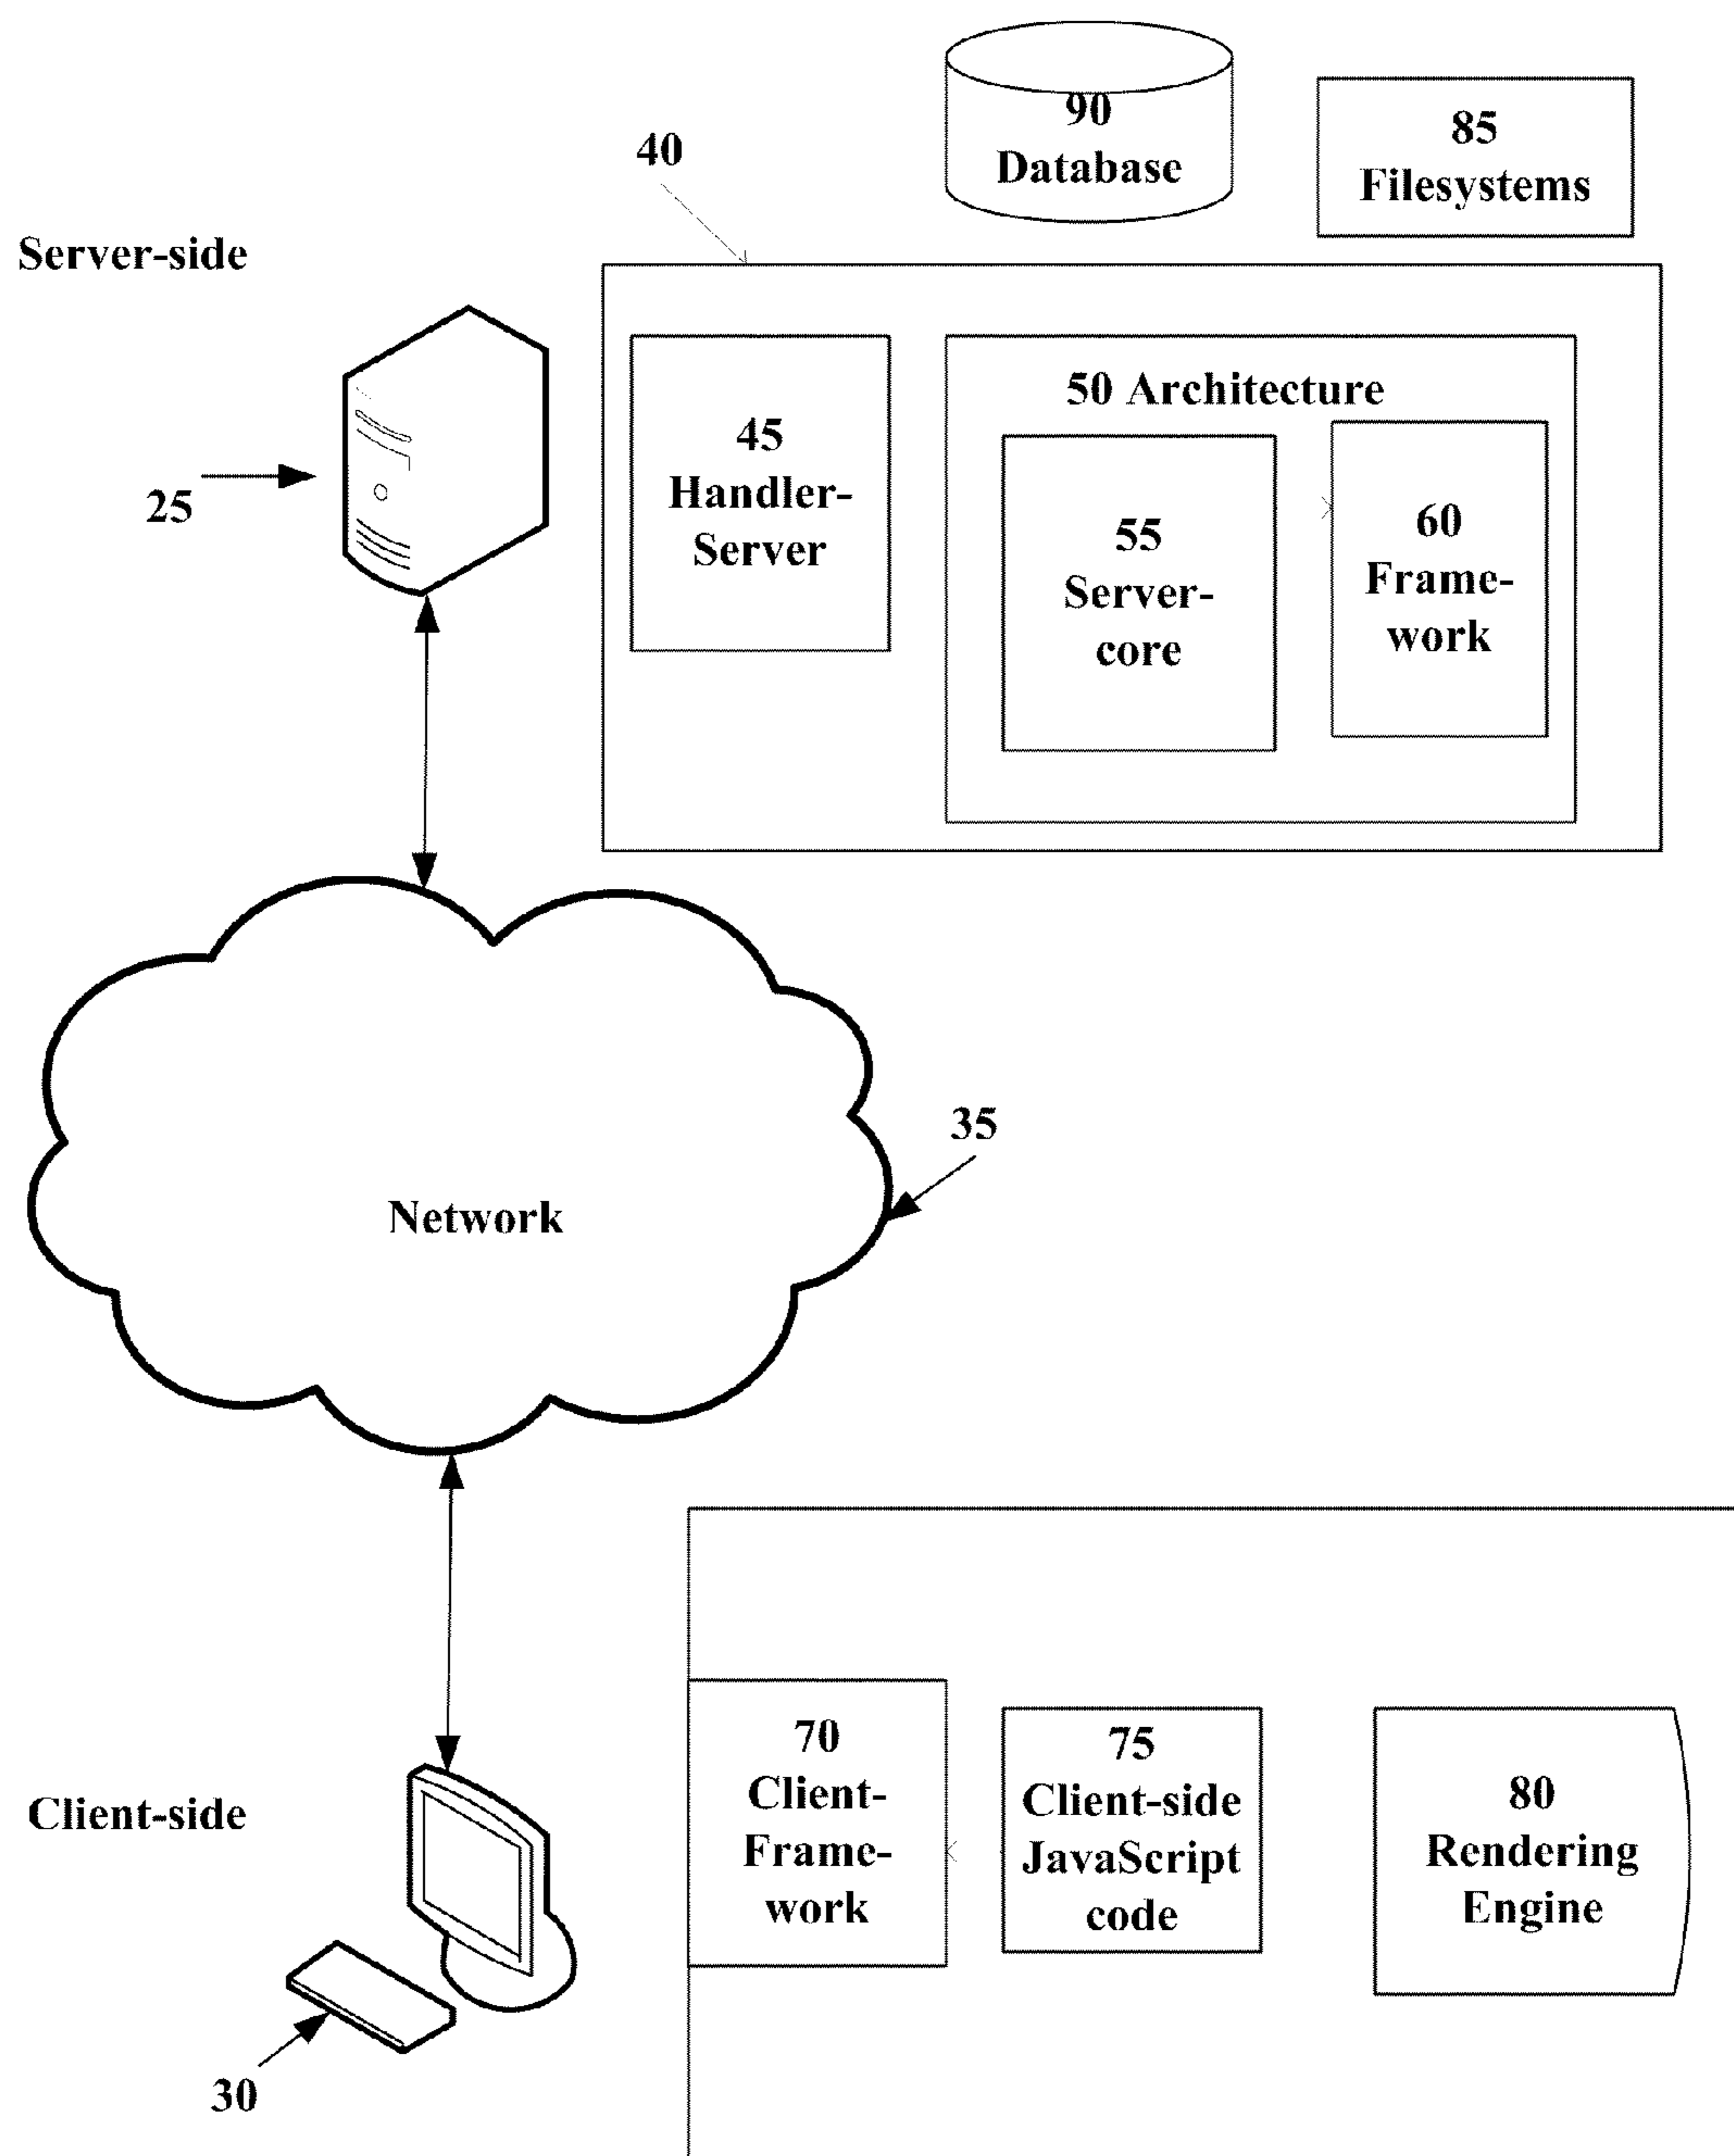 90
Database
85
Filesystems
40
Server-side
50 Architecture
45
Handler-
Server
55
Server-
core
60
Frame-
work
25
35
Network
70
Client-
Frame-
work
75
Client-side
JavaScript
code
80
Rendering
Engine
Client-side
30